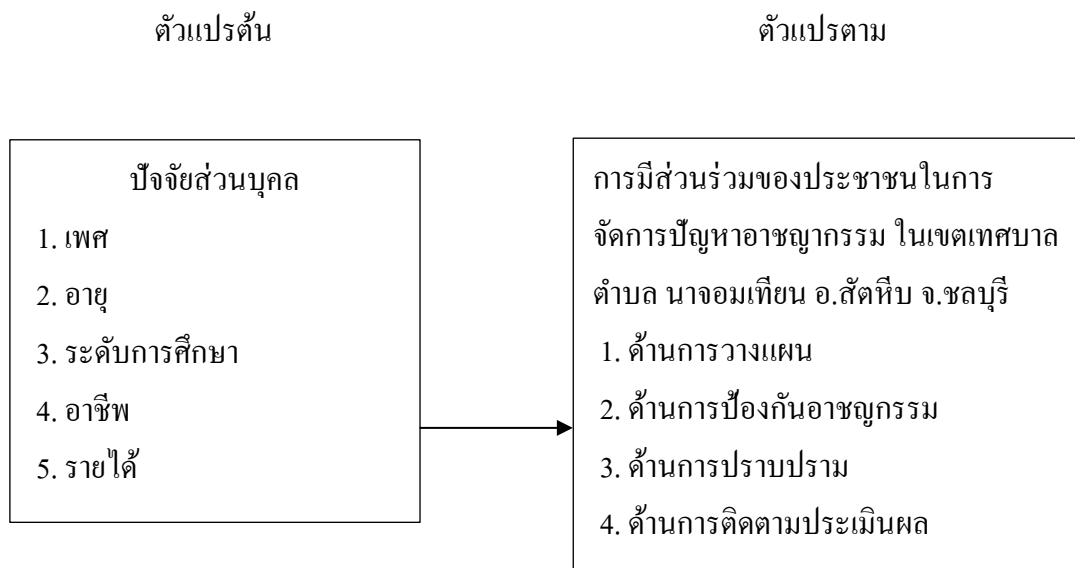 ตัวแปรต้น
ตัวแปรตาม
ปัจจัยส่วนบุคล
1. เพศ
2. อายุ
3. ระดับการศึกษา
4. อาชีพ
5. รายได้
การมีส่วนร่วมของประชาชนในการ
จัดการปัญหาอาชญากรรม ในเขตเทศบาล
ตำบล นาจอมเทียน อ.สัตหีบ จ.ชลบุรี
1. ด้านการวางแผน
2. ด้านการป้องกันอาชญกรรม
3. ด้านการปราบปราม
4. ด้านการติดตามประเมินผล